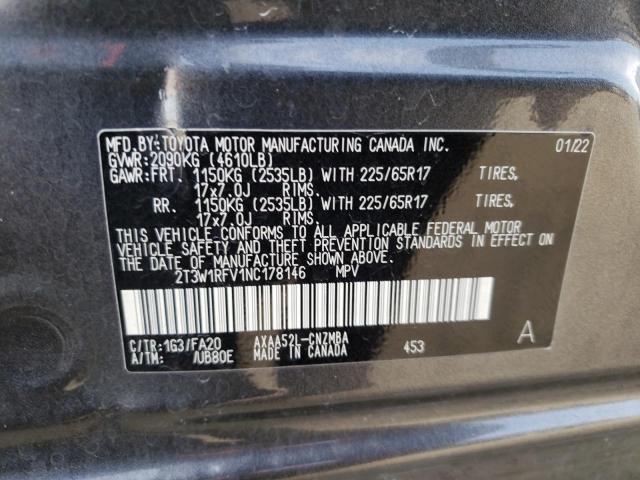 MFD.BY:TOYOTA MOTOR MANUFACTURING CANADA INC. 01/22
GVWR:2090KG (4610LB)
GAWR:FRT. 1150KG (2535LB) WITH 225/65R17 TIRES,
17x7.0J RIMS.
RR. 1150KG (2535LB) WITH 225/65R17 TIRES,
17x7.0J RIMS.
THIS VEHICLE CONFORMS TO ALL APPLICABLE FEDERAL MOTOR
VEHICLE SAFETY AND THEFT PREVENTION STANDARDS IN EFFECT ON
THE DATE OF MANUFACTURE SHOWN ABOVE.
2T3W1RFV1NC178146 MPV
C/TR:1G3/FA20 AXAA52L-CNZMBA 453 A
A/TM: /UB80E MADE IN CANADA